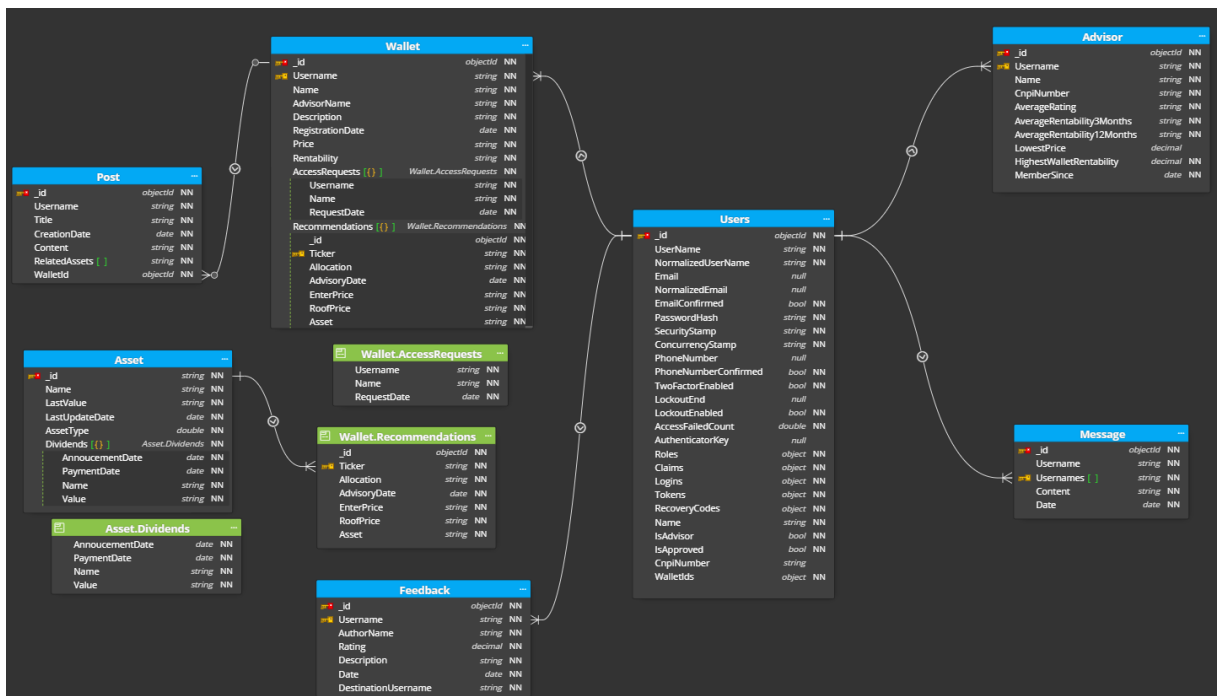 Wallet ...
_id objectId NN
Username string NN
Name string NN
AdvisorName string NN
Description string NN
RegistrationDate date NN
Price string NN
Rentability string NN
AccessRequests [{}] Wallet.AccessRequests NN
Username string NN
Name string NN
RequestDate date NN
Recommendations [{}] Wallet.Recommendations NN
_id objectId NN
Ticker string NN
Allocation string NN
AdvisoryDate date NN
EnterPrice string NN
RoofPrice string NN
Asset string NN
Advisor ...
_id objectId NN
Username string NN
Name string NN
CnpiNumber string NN
AverageRating string NN
AverageRentability3Months string NN
AverageRentability12Months string NN
LowestPrice decimal
HighestWalletRentability decimal NN
MemberSince date NN
Post ...
_id objectId NN
Username string NN
Title string NN
CreationDate date NN
Content string NN
RelatedAssets [ ] NN
WalletId objectId NN
Users ...
_id objectId NN
UserName string NN
NormalizedUserName string NN
Email null
NormalizedEmail null
EmailConfirmed bool NN
PasswordHash string NN
SecurityStamp string NN
ConcurrencyStamp string NN
PhoneNumber null
PhoneNumberConfirmed bool NN
TwoFactorEnabled bool NN
LockoutEnd null
LockoutEnabled bool NN
AccessFailedCount double NN
AuthenticatorKey null
Roles object NN
Claims object NN
Logins object NN
Tokens object NN
RecoveryCodes object NN
Name string NN
IsAdvisor bool NN
IsApproved bool NN
CnpiNumber string
WalletIds object NN
Asset ...
_id string NN
Name string NN
LastValue string NN
LastUpdateDate date NN
AssetType double NN
Dividends [{}] Asset.Dividends NN
AnnoucementDate date NN
PaymentDate date NN
Name string NN
Value string NN
Wallet.AccessRequests ...
Username string NN
Name string NN
RequestDate date NN
Wallet.Recommendations ...
_id objectId NN
Ticker string NN
Allocation string NN
AdvisoryDate date NN
EnterPrice string NN
RoofPrice string NN
Asset string NN
Message ...
_id objectId NN
Username string NN
Usernames [ ] NN
Content string NN
Date date NN
Asset.Dividends ...
AnnoucementDate date NN
PaymentDate date NN
Name string NN
Value string NN
Feedback ...
_id objectId NN
Username string NN
AuthorName string NN
Rating decimal NN
Description string NN
Date date NN
DestinationUsername string NN